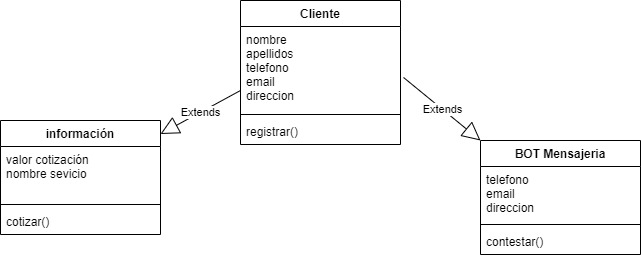 Cliente
nombre
apellidos
telefono
email
direccion
registrar()
Extends
Extends
información
valor cotización
nombre sevicio
cotizar()
BOT Mensajeria
telefono
email
direccion
contestar()